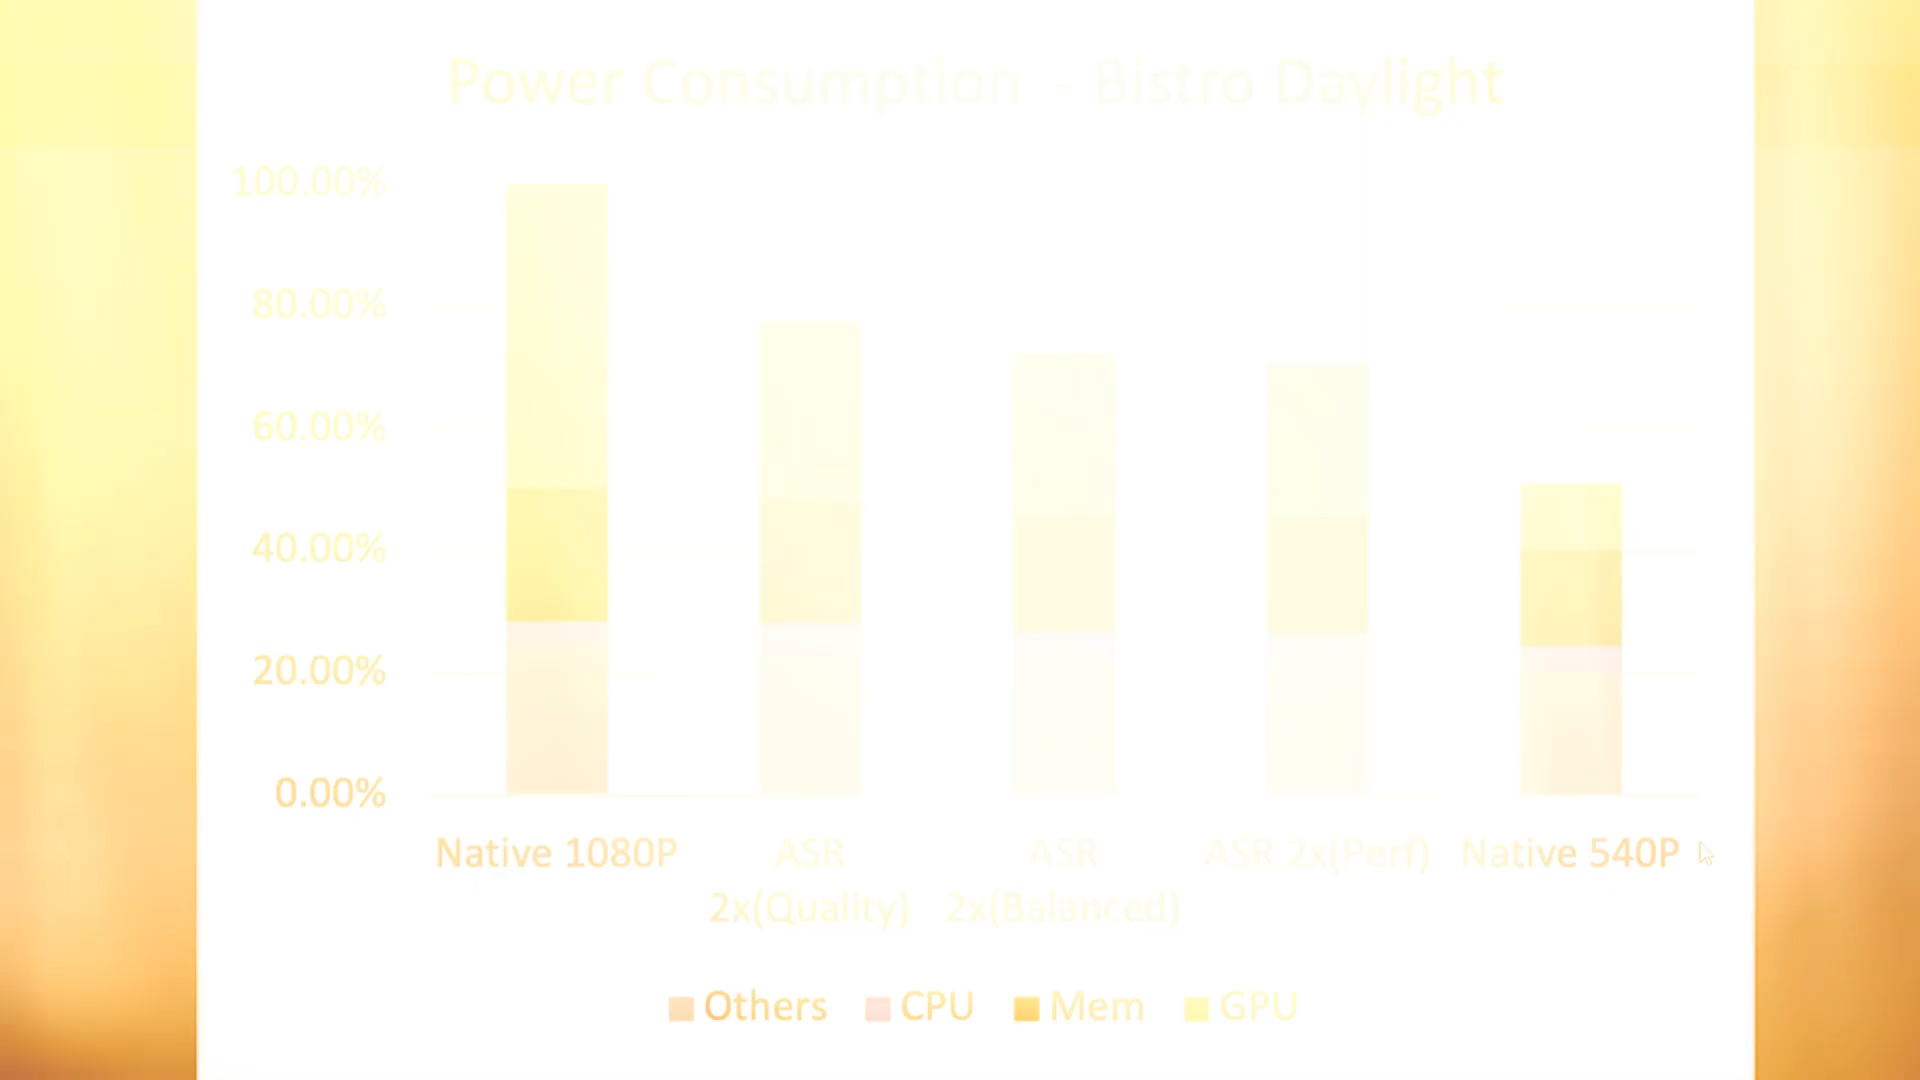 Power Consumption - Bistro Daylight
100.00%
80.00%
60.00%
40.00%
20.00%
0.00%
Native 1080P
ASR 2x(Quality)
ASR 2x(Balanced)
ASR 2x(Perf)
Native 540P
Others
CPU
Mem
GPU